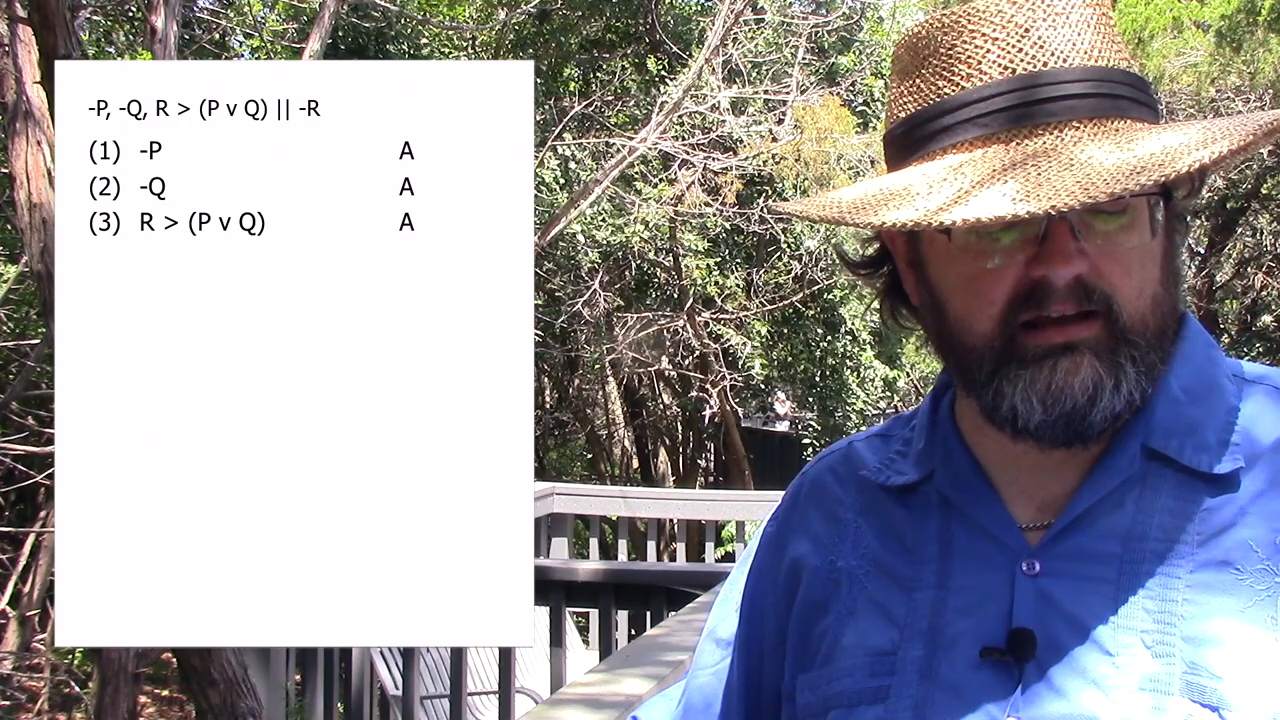 -P, -Q, R > (P v Q) || -R
(1) -P A
(2) -Q A
(3) R > (P v Q) A